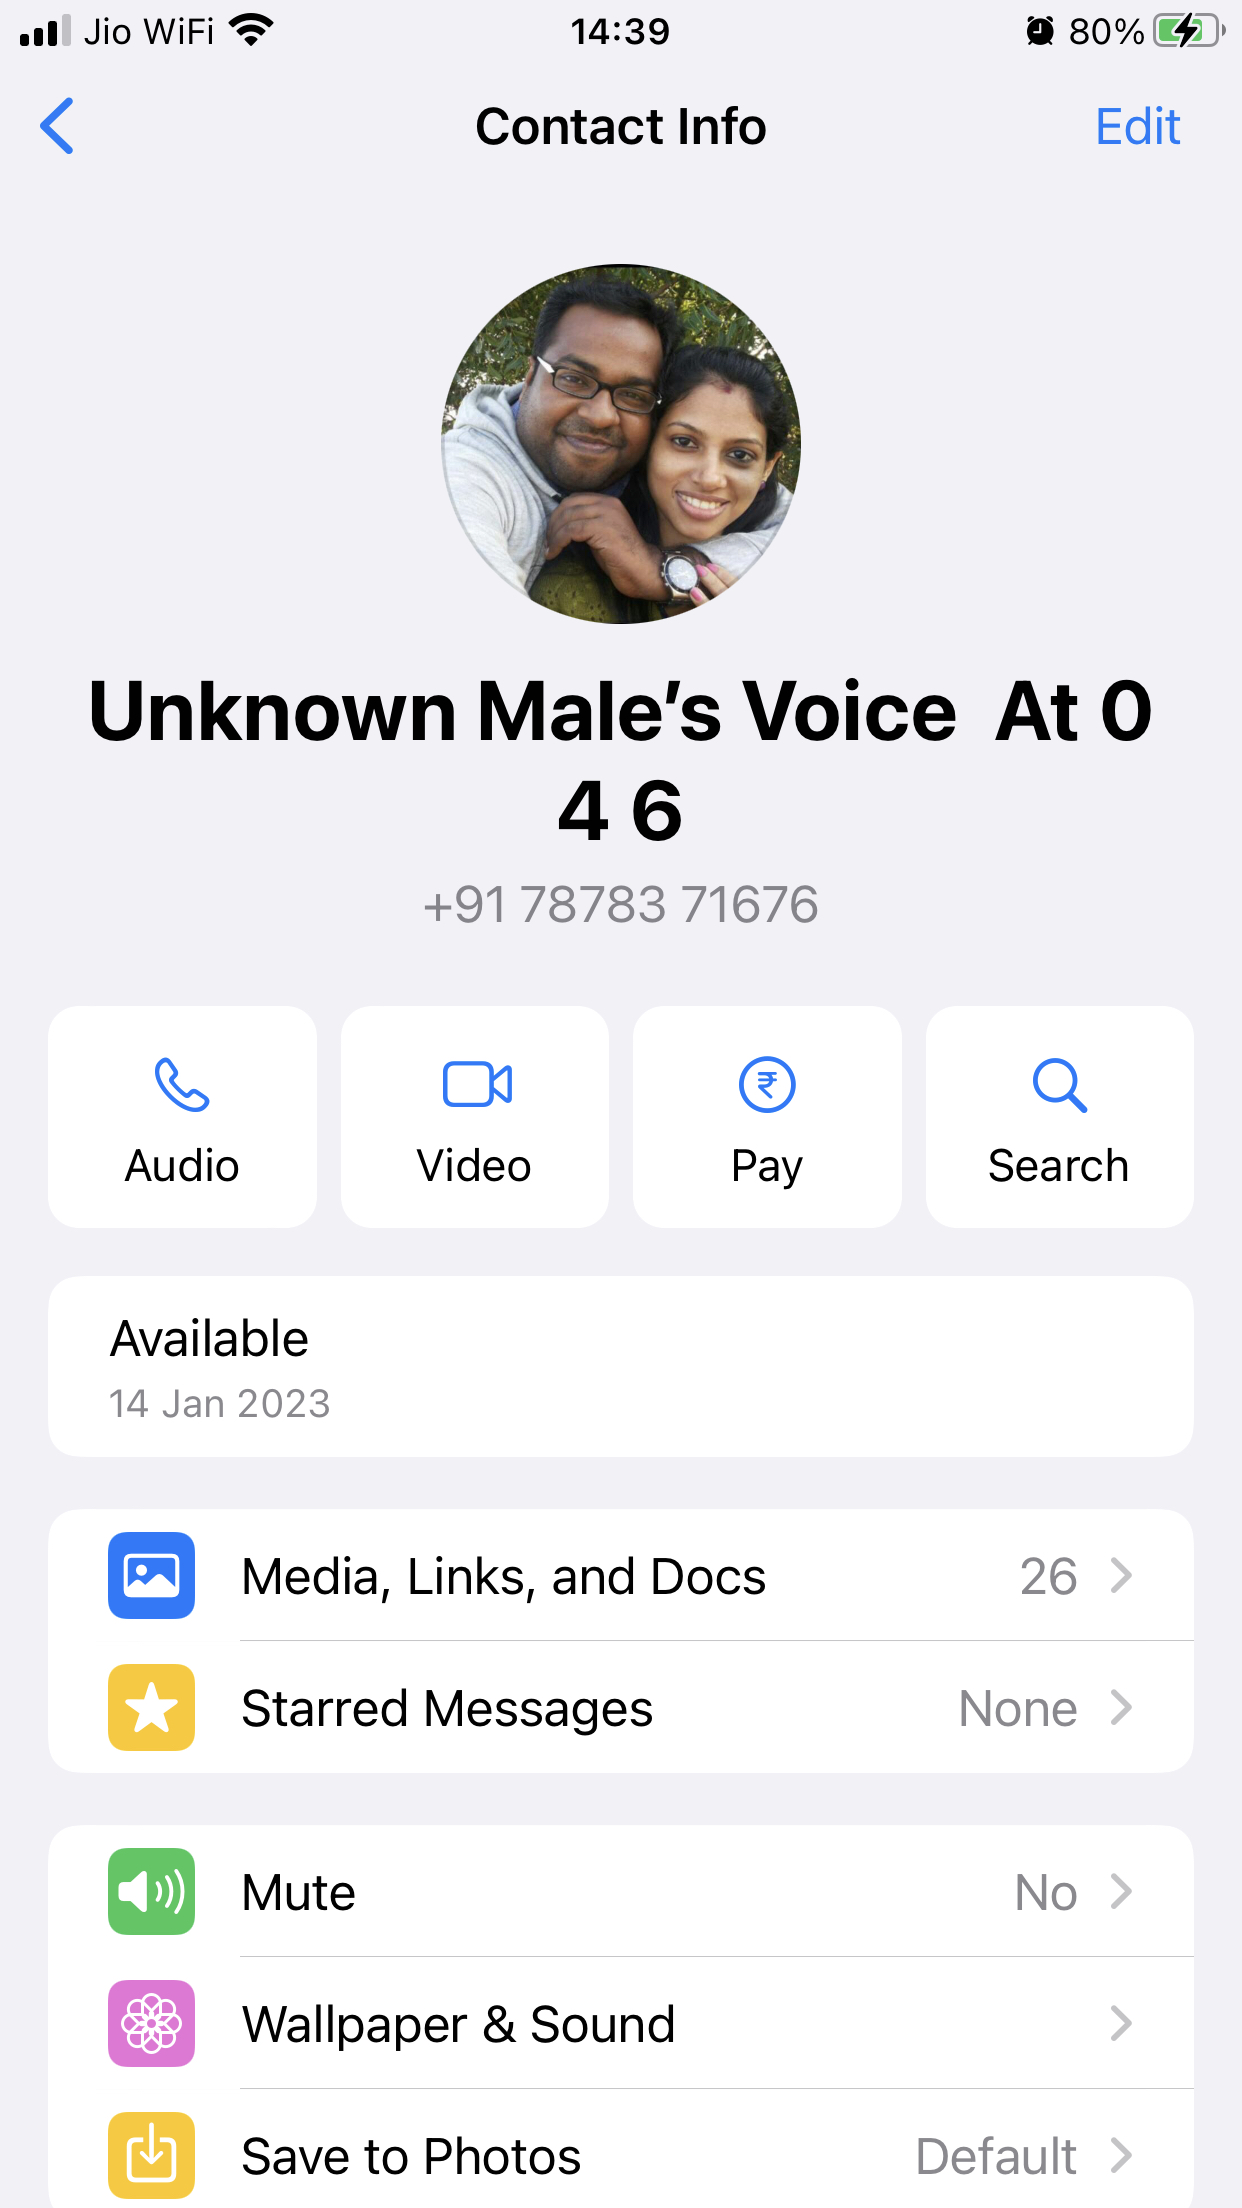 Jio WiFi 14:39 80%
Contact Info Edit
Unknown Male’s Voice  At 0
4 6
+91 78783 71676
Audio Video Pay Search
Available
14 Jan 2023
Media, Links, and Docs 26
Starred Messages None
Mute No
Wallpaper & Sound
Save to Photos Default